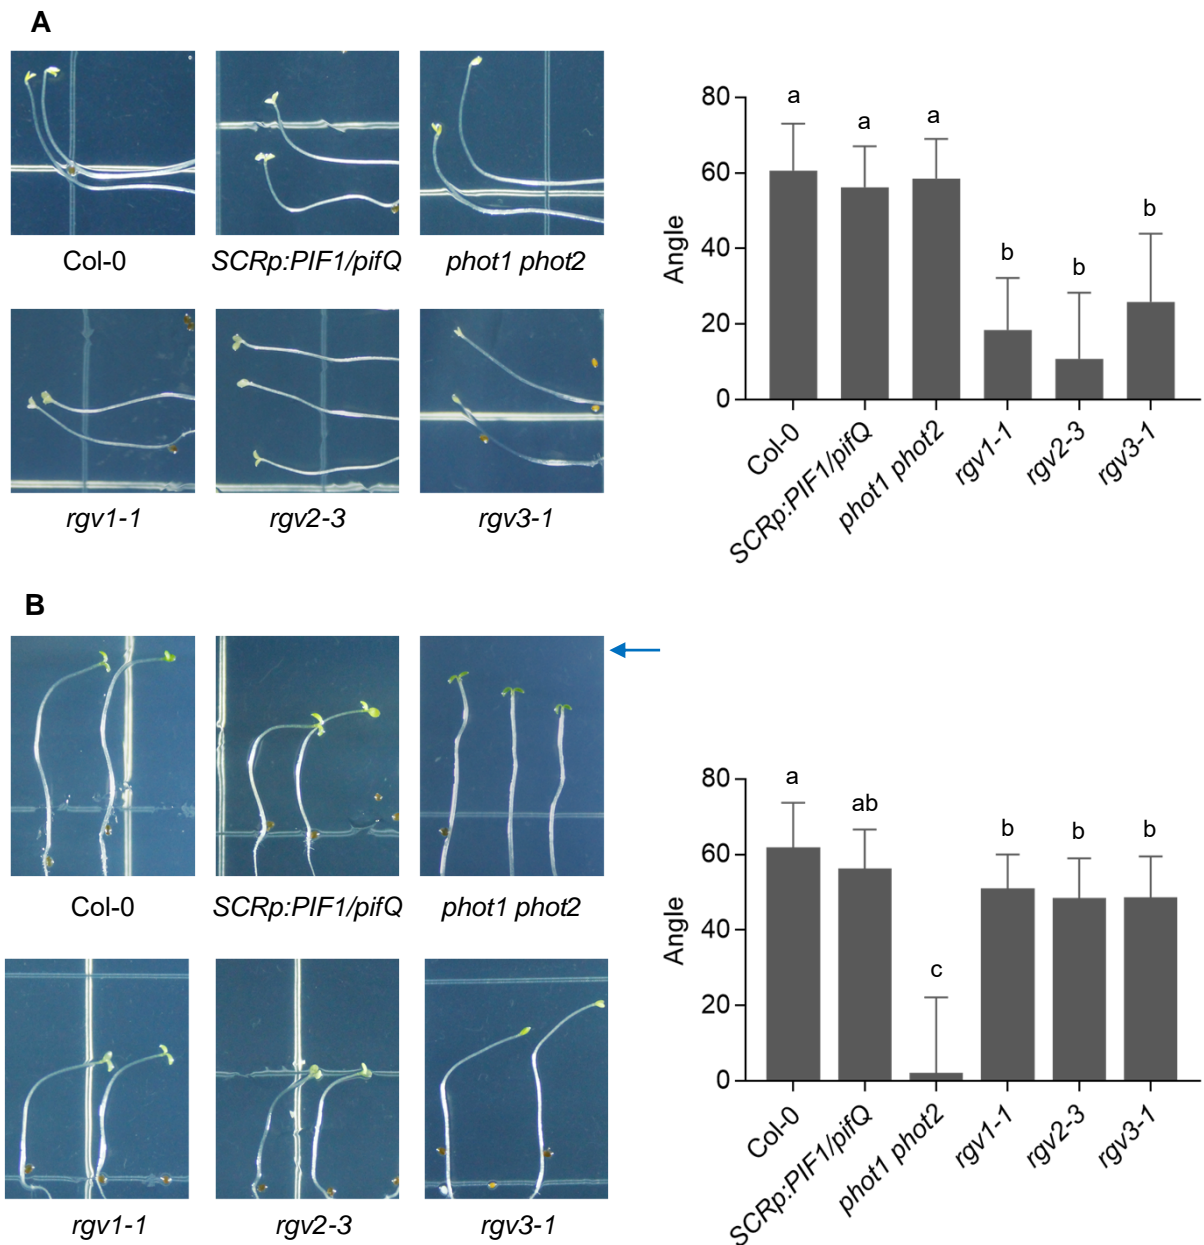 A
Col-0
SCRp:PIF1/pifQ
phot1 phot2
rgv1-1
rgv2-3
rgv3-1
Angle
80
60
40
20
0
a
a
a
b
b
b
Col-0
SCRp:PIF1/pifQ
phot1 phot2
rgv1-1
rgv2-3
rgv3-1
B
Col-0
SCRp:PIF1/pifQ
phot1 phot2
rgv1-1
rgv2-3
rgv3-1
Angle
80
60
40
20
0
a
ab
c
b
b
b
Col-0
SCRp:PIF1/pifQ
phot1 phot2
rgv1-1
rgv2-3
rgv3-1